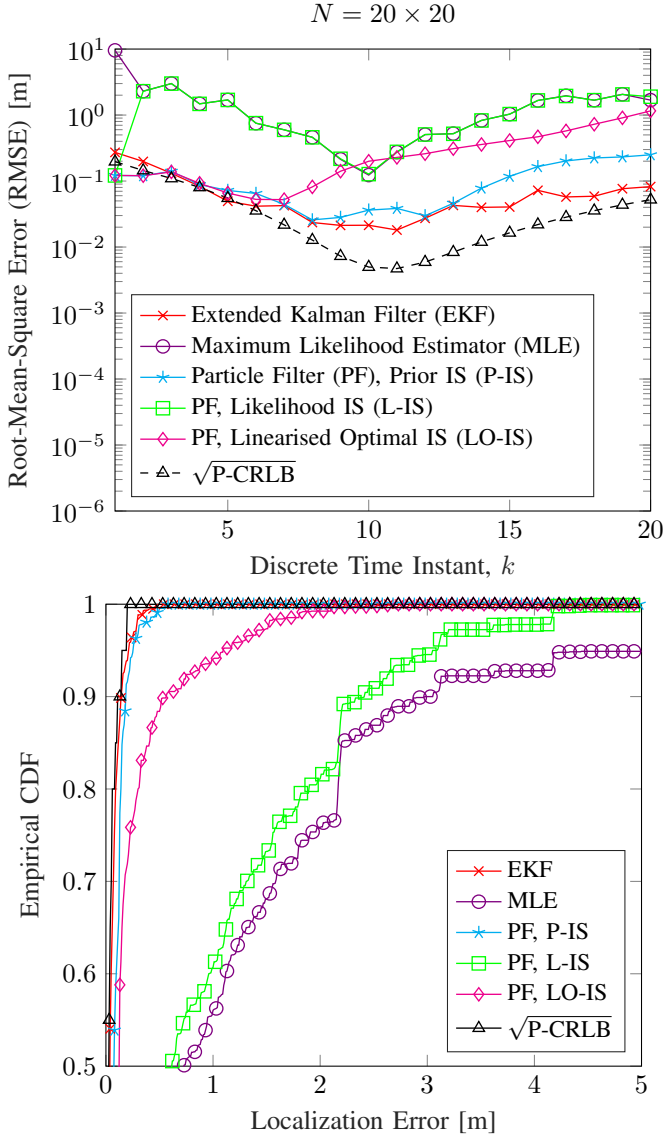 N = 20 × 20
10^1
10^0
10^−1
10^−2
10^−3
10^−4
10^−5
10^−6
Root-Mean-Square Error (RMSE) [m]
Extended Kalman Filter (EKF)
Maximum Likelihood Estimator (MLE)
Particle Filter (PF), Prior IS (P-IS)
PF, Likelihood IS (L-IS)
PF, Linearised Optimal IS (LO-IS)
√P-CRLB
5 10 15 20
Discrete Time Instant, k
1
0.9
0.8
0.7
0.6
0.5
Empirical CDF
EKF
MLE
PF, P-IS
PF, L-IS
PF, LO-IS
√P-CRLB
0 1 2 3 4 5
Localization Error [m]